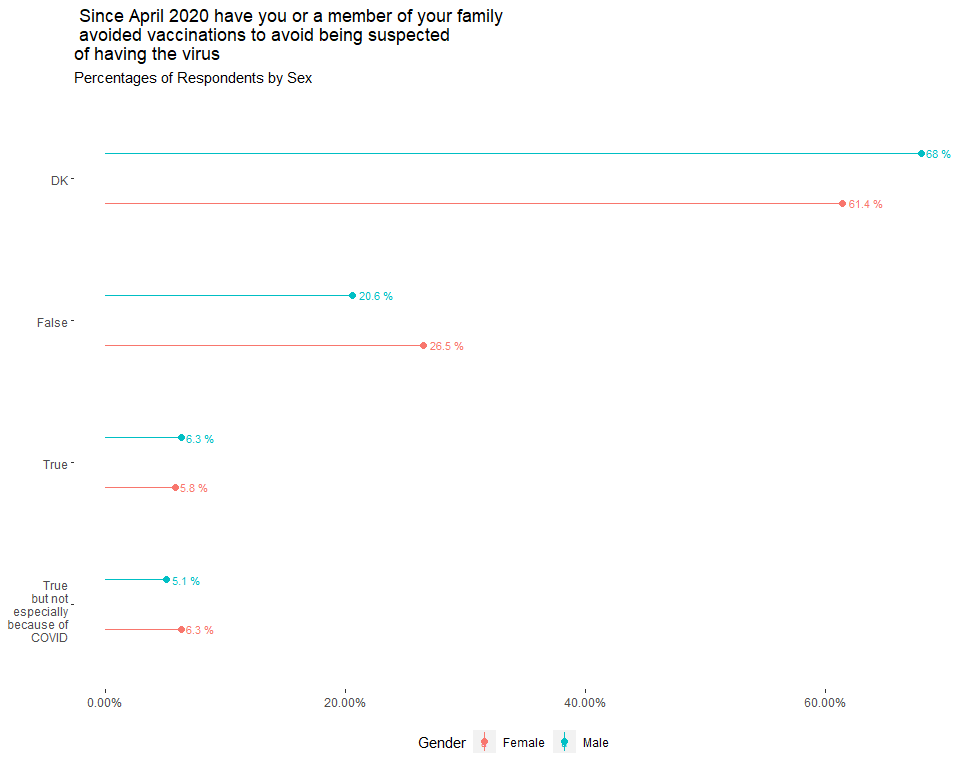 Since April 2020 have you or a member of your family
avoided vaccinations to avoid being suspected
of having the virus
Percentages of Respondents by Sex
68 %
DK
61.4 %
20.6 %
False
26.5 %
6.3 %
True
5.8 %
5.1 %
True
but not
especially
because of
COVID
6.3 %
0.00%
20.00%
40.00%
60.00%
Gender
Female
Male